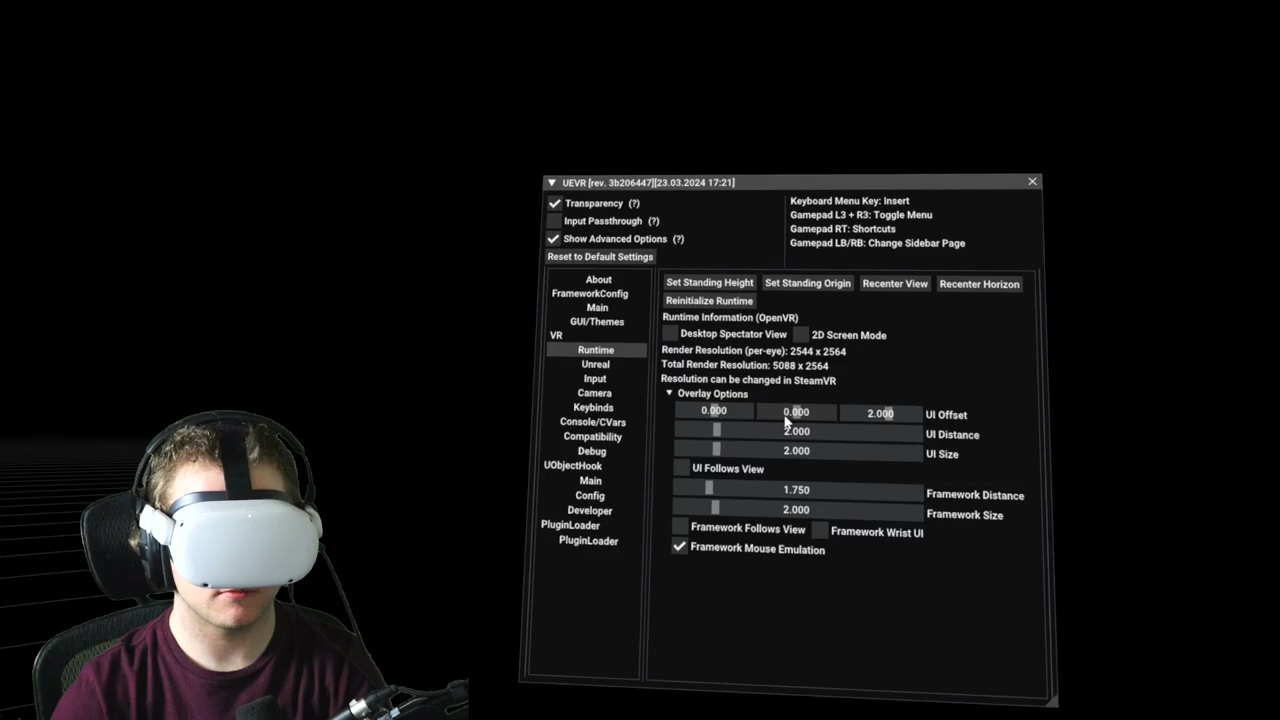 UEVR [rev. 3b206447][23.03.2024 17:21]
Transparency (?)
Input Passthrough (?)
Show Advanced Options (?)
Reset to Default Settings
Keyboard Menu Key: Insert
Gamepad L3 + R3: Toggle Menu
Gamepad RT: Shortcuts
Gamepad LB/RB: Change Sidebar Page
About
FrameworkConfig
Main
GUI/Themes
VR
Runtime
Unreal
Input
Camera
Keybinds
Console/CVars
Compatibility
Debug
UObjectHook
Main
Config
Developer
PluginLoader
PluginLoader
Set Standing Height Set Standing Origin Recenter View Recenter Horizon
Reinitialize Runtime
Runtime Information (OpenVR)
Desktop Spectator View 2D Screen Mode
Render Resolution (per-eye): 2544 x 2564
Total Render Resolution: 5088 x 2564
Resolution can be changed in SteamVR
Overlay Options
0.000 0.000 2.000 UI Offset
2.000 UI Distance
2.000 UI Size
UI Follows View
1.750 Framework Distance
2.000 Framework Size
Framework Follows View Framework Wrist UI
Framework Mouse Emulation